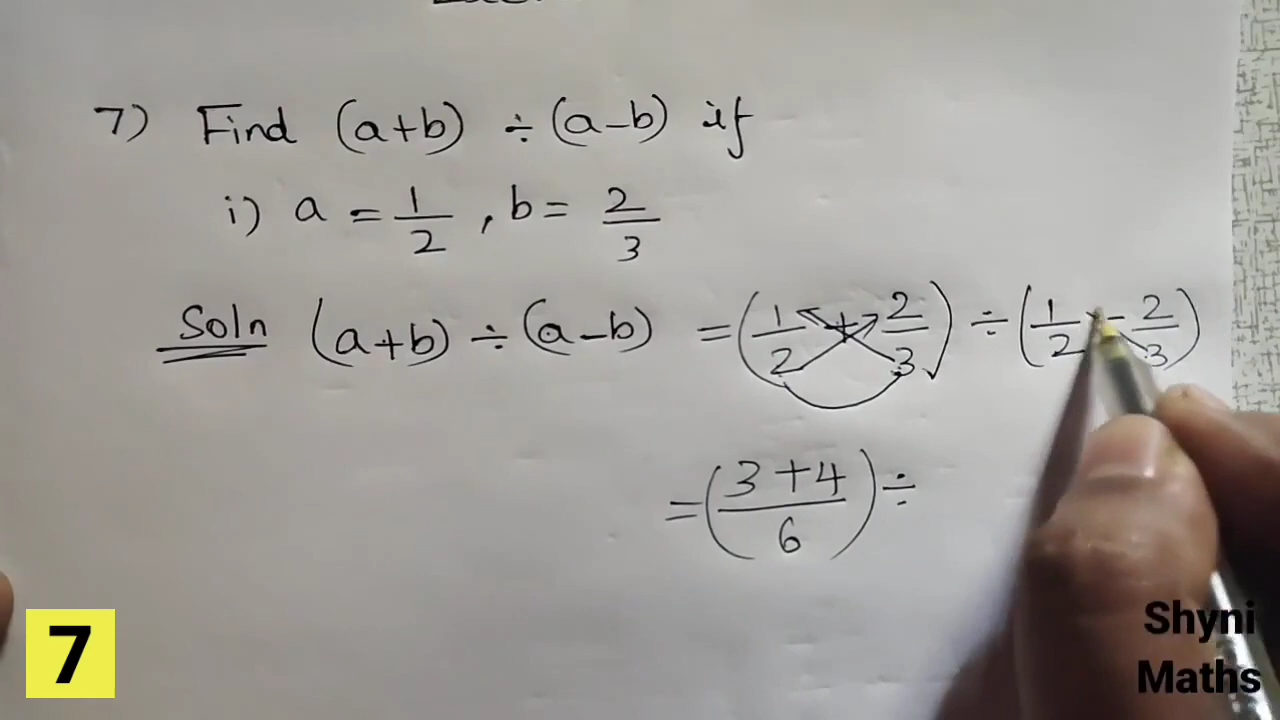 7) Find (a+b) ÷ (a-b) if
i) a = 1/2 , b = 2/3
Soln (a+b) ÷ (a-b) = (1/2 + 2/3) ÷ (1/2 - 2/3)
= (3+4/6) ÷
7
Shyni
Maths